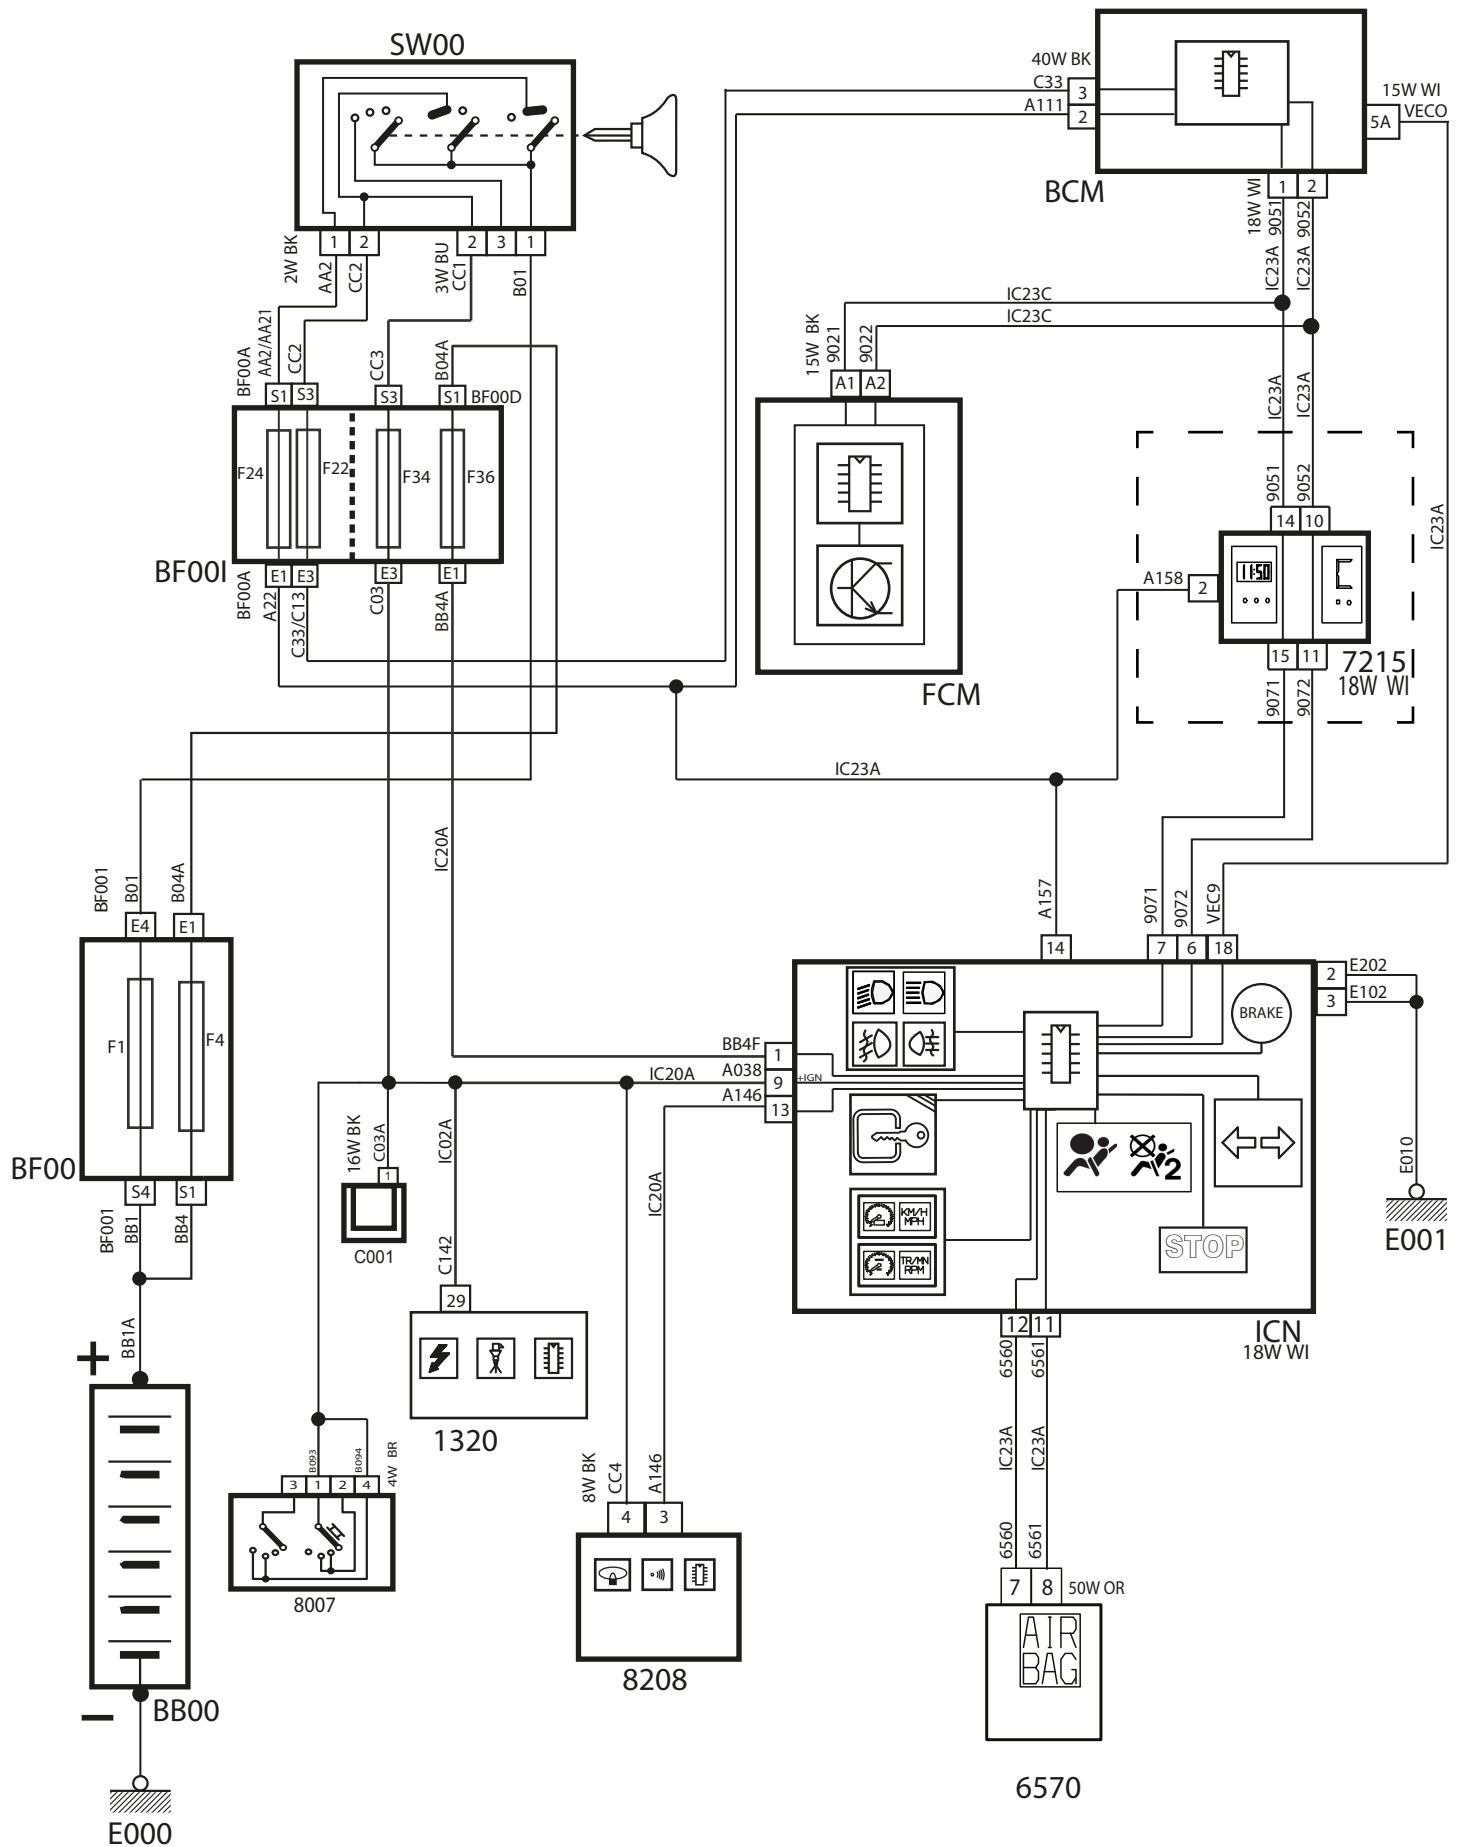 SW00
40W BK
C33
3
A111
2
15W WI
VECO
5A
BCM
18W WI
1
2
9051
9052
IC23A
IC23A
2W BK
1
2
3W BU
2
3
1
AA2
CC2
CC1
B01
IC23C
IC23C
15W BK
9021
9022
A1
A2
BF00A
AA2/AA21
CC2
CC3
B04A
S1
S3
S3
S1
BF00D
F24
F22
F34
F36
BF00I
BF00A
E1
E3
E3
E1
A22
C33/C13
C03
BB4A
FCM
IC23A
IC23A
9051
9052
14
10
A158
2
11:50
15
11
7215
18W WI
9071
9072
IC23A
IC23A
IC20A
BF001
B01
B04A
E4
E1
F1
F4
BF00
S4
S1
BF001
BB1
BB4
BB1A
+
BB00
−
E000
A157
14
9071
9072
VEC9
7
6
18
2
E202
3
E102
E010
E001
BRAKE
BB4F
1
A038
9
+IGN
A146
13
IC20A
KM/H
MPH
TR/MN
RPM
2
STOP
ICN
18W WI
12
11
6560
6561
IC23A
IC23A
6560
6561
7
8
50W OR
AIR
BAG
6570
16W BK
C03A
1
C001
IC02A
C142
29
1320
IC20A
8W BK
CC4
A146
4
3
8208
B093
B094
4W BR
3
1
2
4
8007